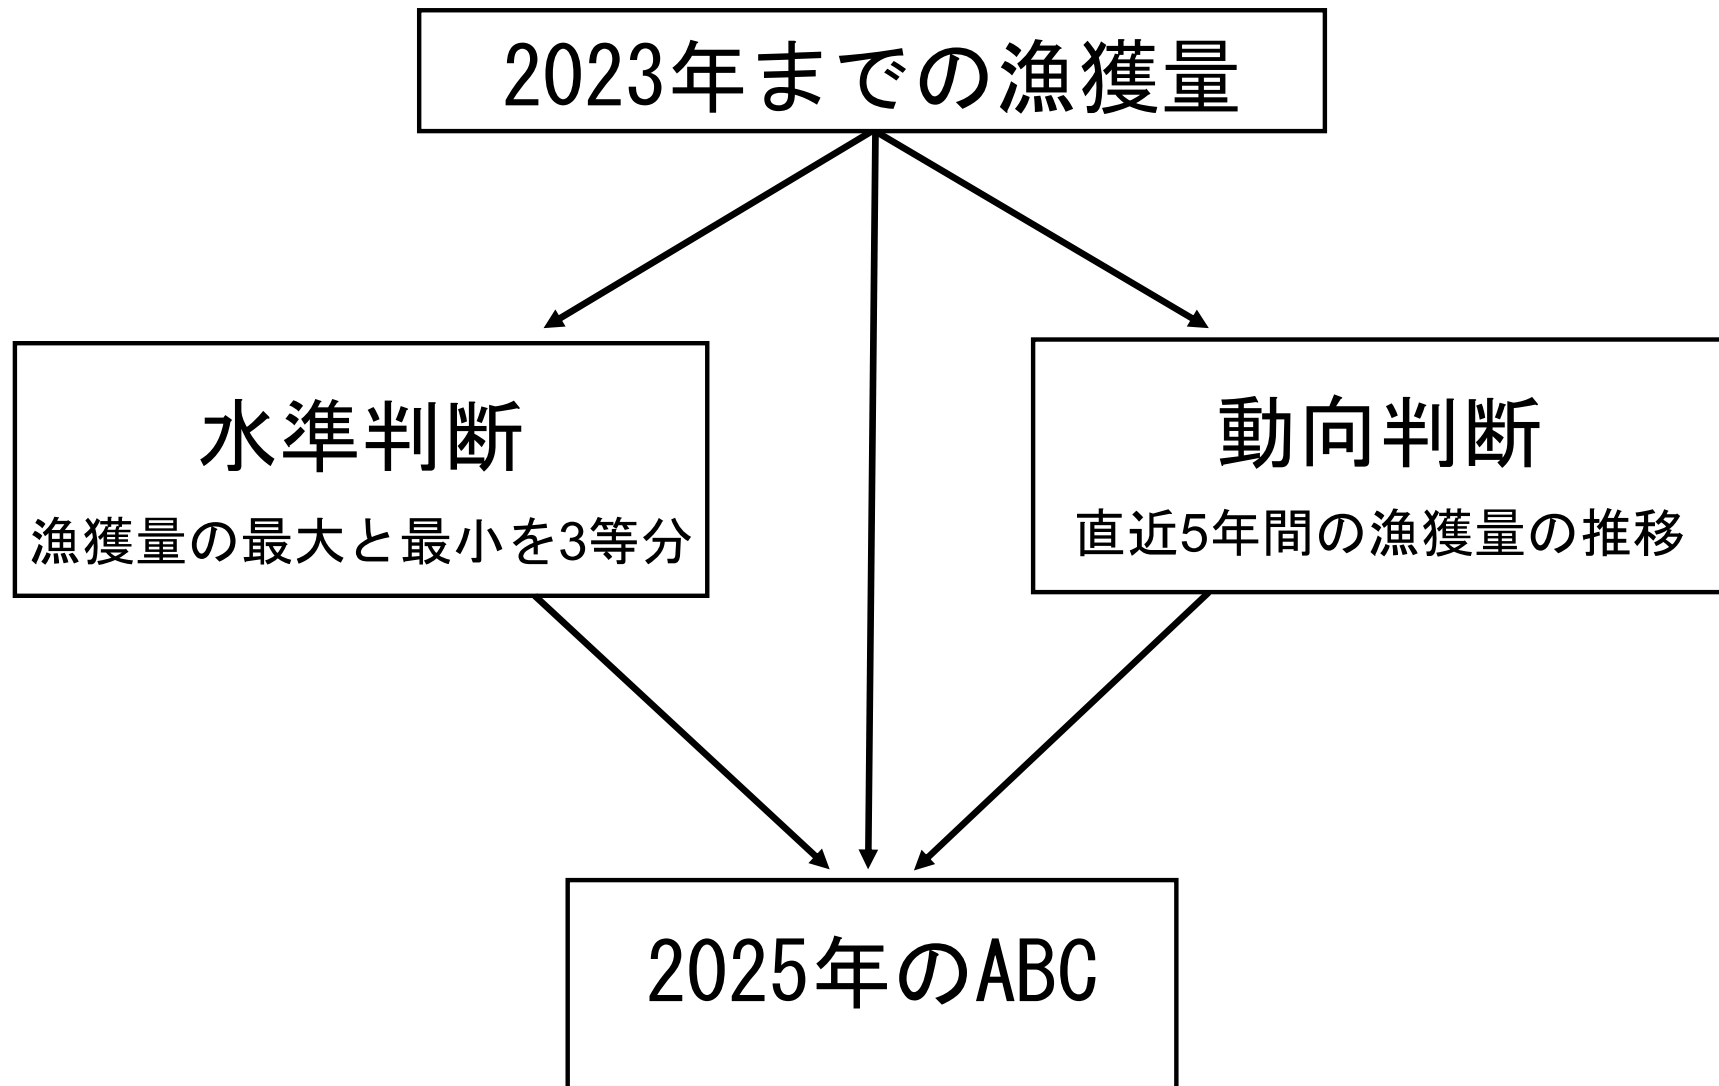 2023年までの漁獲量
水準判断
漁獲量の最大と最小を3等分
動向判断
直近5年間の漁獲量の推移
2025年のABC